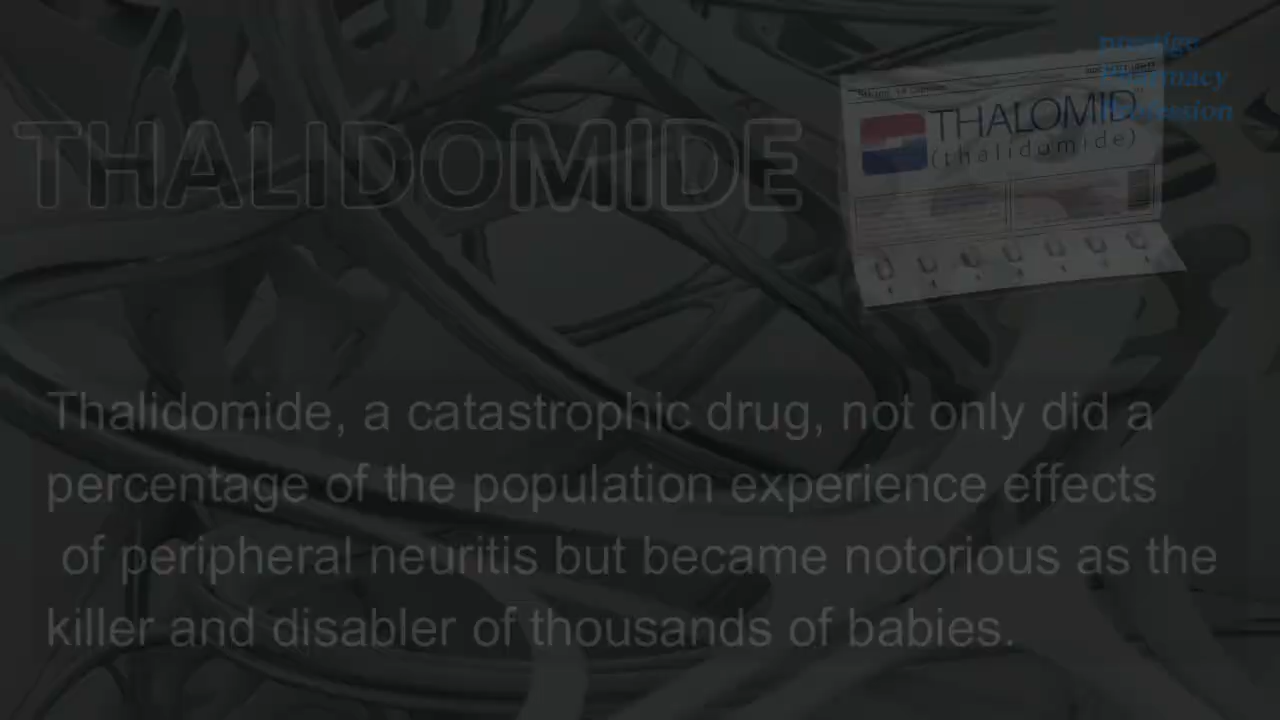 THALIDOMIDE
THALOMID
(thalidomide)
Pharmacy
Thalidomide, a catastrophic drug, not only did a
percentage of the population experience effects
of peripheral neuritis but became notorious as the
killer and disabler of thousands of babies.